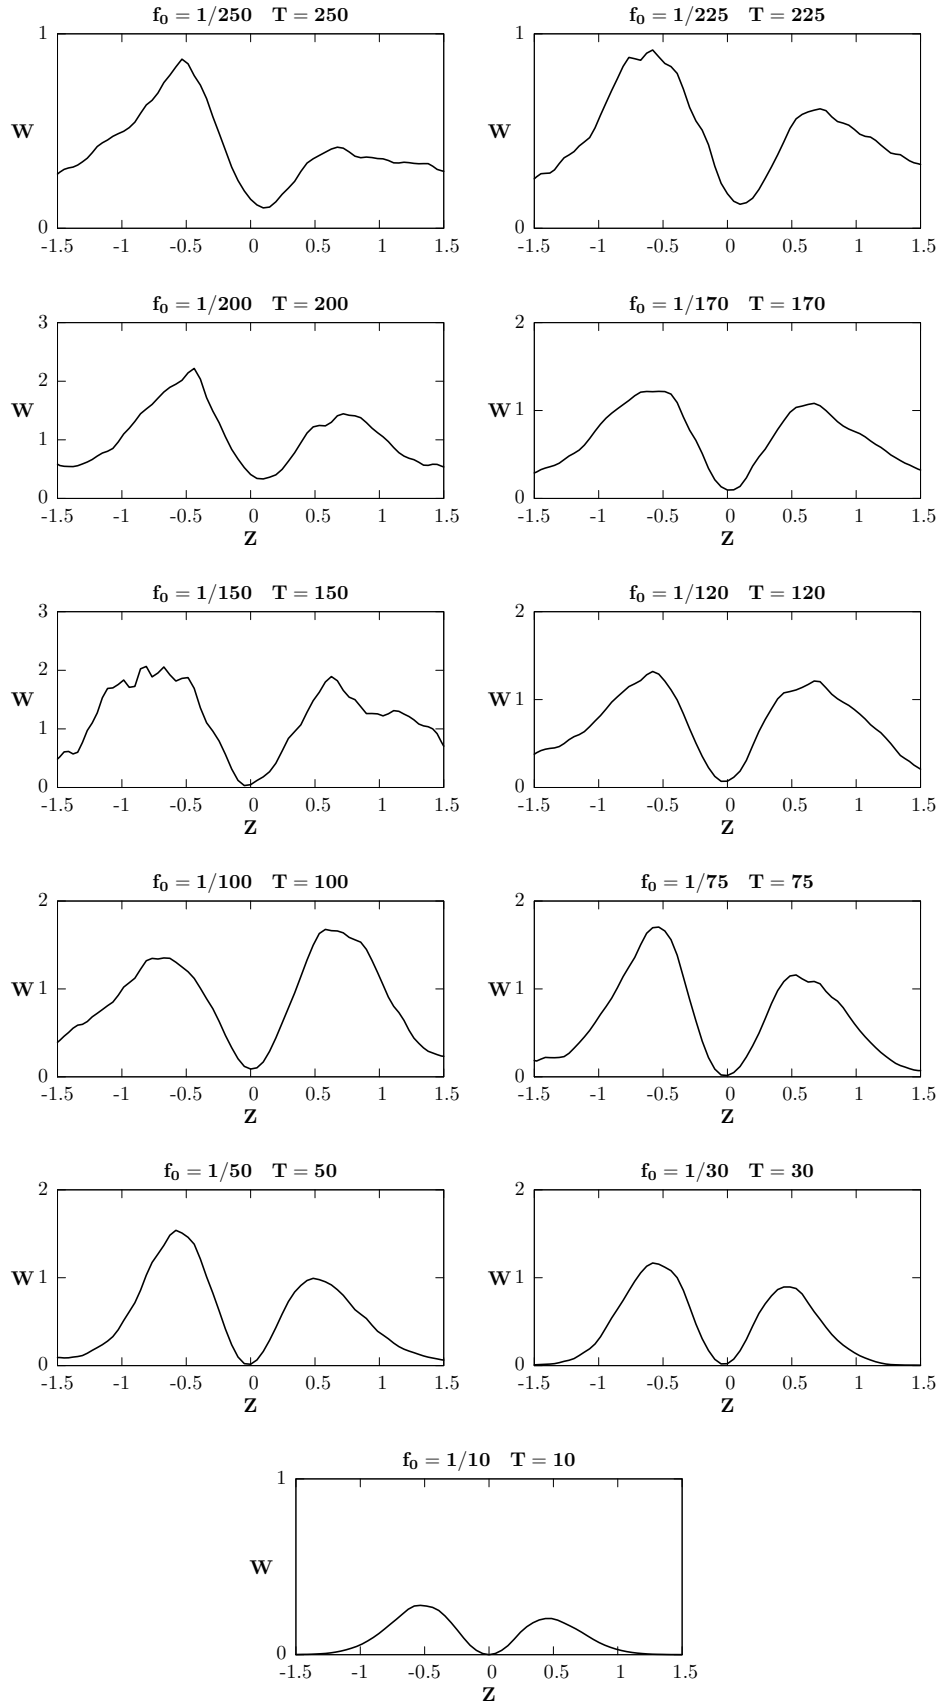 f₀ = 1/250 T = 250
1
W
0
-1.5 -1 -0.5 0 0.5 1 1.5
f₀ = 1/225 T = 225
1
W
0
-1.5 -1 -0.5 0 0.5 1 1.5
f₀ = 1/200 T = 200
3
2
W
1
0
-1.5 -1 -0.5 0 0.5 1 1.5
Z
f₀ = 1/170 T = 170
2
W 1
0
-1.5 -1 -0.5 0 0.5 1 1.5
Z
f₀ = 1/150 T = 150
3
2
W
1
0
-1.5 -1 -0.5 0 0.5 1 1.5
Z
f₀ = 1/120 T = 120
2
W 1
0
-1.5 -1 -0.5 0 0.5 1 1.5
Z
f₀ = 1/100 T = 100
2
W 1
0
-1.5 -1 -0.5 0 0.5 1 1.5
Z
f₀ = 1/75 T = 75
2
W 1
0
-1.5 -1 -0.5 0 0.5 1 1.5
Z
f₀ = 1/50 T = 50
2
W 1
0
-1.5 -1 -0.5 0 0.5 1 1.5
Z
f₀ = 1/30 T = 30
2
W 1
0
-1.5 -1 -0.5 0 0.5 1 1.5
Z
f₀ = 1/10 T = 10
1
W
0
-1.5 -1 -0.5 0 0.5 1 1.5
Z